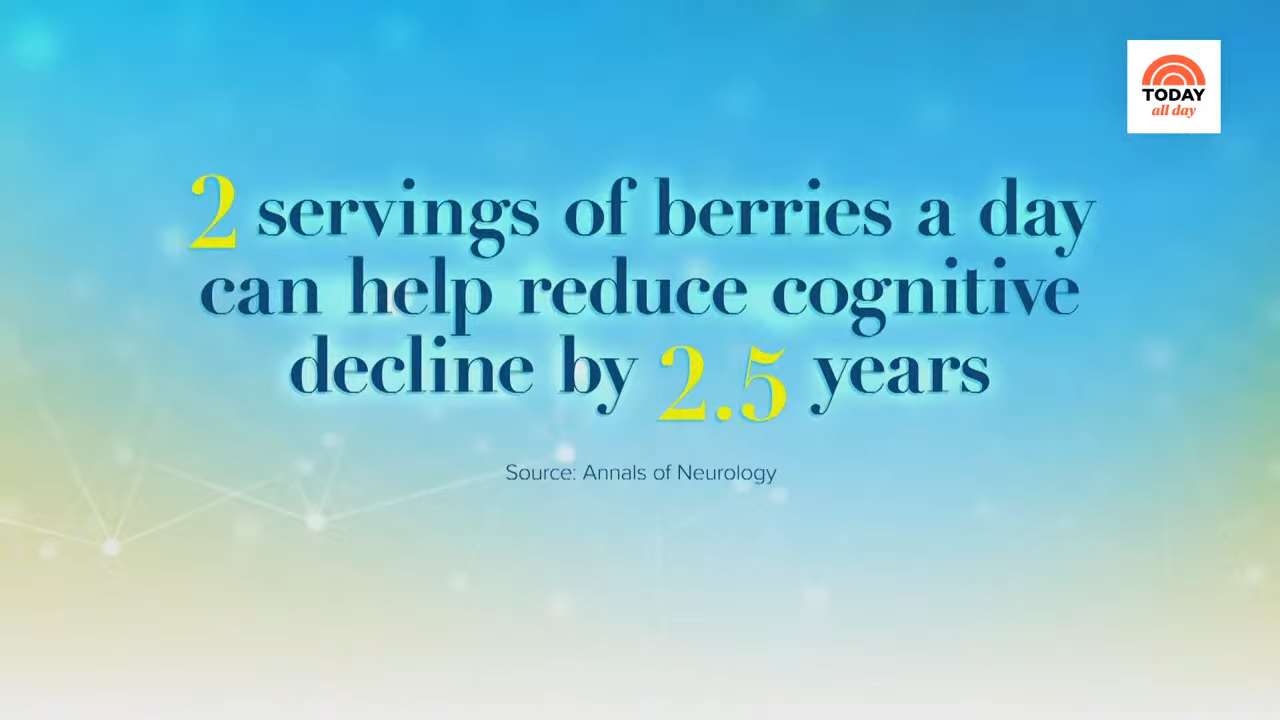 TODAY
all day
2 servings of berries a day
can help reduce cognitive
decline by 2.5 years
Source: Annals of Neurology